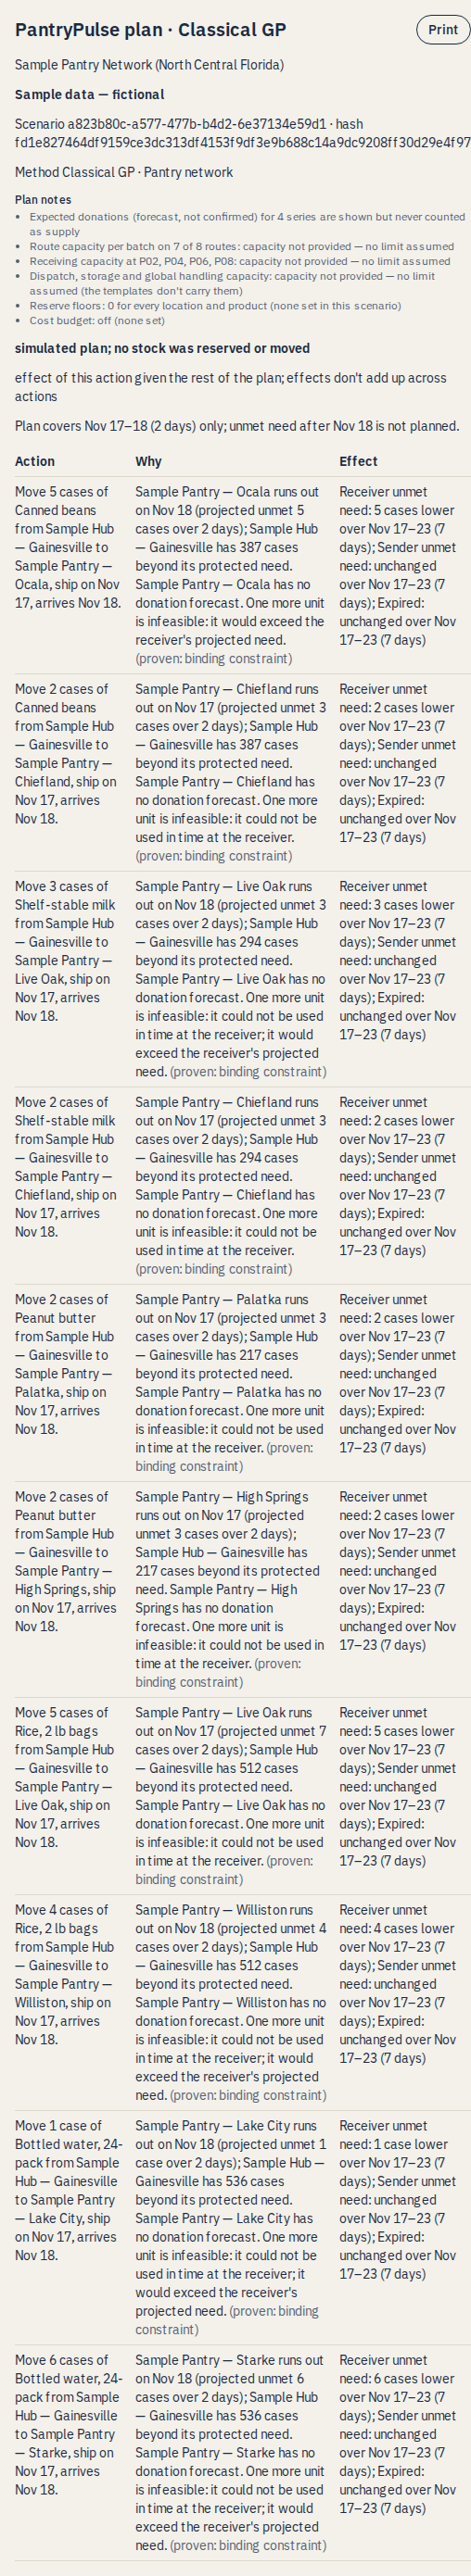 PantryPulse plan · Classical GP
Print
Sample Pantry Network (North Central Florida)
Sample data — fictional
Scenario a823b80c-a577-477b-b4d2-6e37134e59d1 · hash
fd1e827464df9159ce3dc313df4153f9df3e9b688c14a9dc9208ff30d29e4f97
Method Classical GP · Pantry network
Plan notes
• Expected donations (forecast, not confirmed) for 4 series are shown but never counted
as supply
• Route capacity per batch on 7 of 8 routes: capacity not provided — no limit assumed
• Receiving capacity at P02, P04, P06, P08: capacity not provided — no limit assumed
• Dispatch, storage and global handling capacity: capacity not provided — no limit
assumed (the templates don't carry them)
• Reserve floors: 0 for every location and product (none set in this scenario)
• Cost budget: off (none set)
simulated plan; no stock was reserved or moved
effect of this action given the rest of the plan; effects don't add up across
actions
Plan covers Nov 17–18 (2 days) only; unmet need after Nov 18 is not planned.
Action
Why
Effect
Move 5 cases of
Canned beans
from Sample Hub
— Gainesville to
Sample Pantry —
Ocala, ship on Nov
17, arrives Nov 18.
Sample Pantry — Ocala runs out
on Nov 18 (projected unmet 5
cases over 2 days); Sample Hub
— Gainesville has 387 cases
beyond its protected need.
Sample Pantry — Ocala has no
donation forecast. One more unit
is infeasible: it would exceed the
receiver's projected need.
(proven: binding constraint)
Receiver unmet
need: 5 cases lower
over Nov 17–23 (7
days); Sender unmet
need: unchanged
over Nov 17–23 (7
days); Expired:
unchanged over Nov
17–23 (7 days)
Move 2 cases of
Canned beans
from Sample Hub
— Gainesville to
Sample Pantry —
Chiefland, ship on
Nov 17, arrives
Nov 18.
Sample Pantry — Chiefland runs
out on Nov 17 (projected unmet 3
cases over 2 days); Sample Hub
— Gainesville has 387 cases
beyond its protected need.
Sample Pantry — Chiefland has
no donation forecast. One more
unit is infeasible: it could not be
used in time at the receiver.
(proven: binding constraint)
Receiver unmet
need: 2 cases lower
over Nov 17–23 (7
days); Sender unmet
need: unchanged
over Nov 17–23 (7
days); Expired:
unchanged over Nov
17–23 (7 days)
Move 3 cases of
Shelf-stable milk
from Sample Hub
— Gainesville to
Sample Pantry —
Live Oak, ship on
Nov 17, arrives
Nov 18.
Sample Pantry — Live Oak runs
out on Nov 18 (projected unmet 3
cases over 2 days); Sample Hub
— Gainesville has 294 cases
beyond its protected need.
Sample Pantry — Live Oak has no
donation forecast. One more unit
is infeasible: it could not be used
in time at the receiver; it would
exceed the receiver's projected
need. (proven: binding constraint)
Receiver unmet
need: 3 cases lower
over Nov 17–23 (7
days); Sender unmet
need: unchanged
over Nov 17–23 (7
days); Expired:
unchanged over Nov
17–23 (7 days)
Move 2 cases of
Shelf-stable milk
from Sample Hub
— Gainesville to
Sample Pantry —
Chiefland, ship on
Nov 17, arrives
Nov 18.
Sample Pantry — Chiefland runs
out on Nov 17 (projected unmet 3
cases over 2 days); Sample Hub
— Gainesville has 294 cases
beyond its protected need.
Sample Pantry — Chiefland has
no donation forecast. One more
unit is infeasible: it could not be
used in time at the receiver.
(proven: binding constraint)
Receiver unmet
need: 2 cases lower
over Nov 17–23 (7
days); Sender unmet
need: unchanged
over Nov 17–23 (7
days); Expired:
unchanged over Nov
17–23 (7 days)
Move 2 cases of
Peanut butter
from Sample Hub
— Gainesville to
Sample Pantry —
Palatka, ship on
Nov 17, arrives
Nov 18.
Sample Pantry — Palatka runs
out on Nov 17 (projected unmet 3
cases over 2 days); Sample Hub
— Gainesville has 217 cases
beyond its protected need.
Sample Pantry — Palatka has no
donation forecast. One more unit
is infeasible: it could not be used
in time at the receiver. (proven:
binding constraint)
Receiver unmet
need: 2 cases lower
over Nov 17–23 (7
days); Sender unmet
need: unchanged
over Nov 17–23 (7
days); Expired:
unchanged over Nov
17–23 (7 days)
Move 2 cases of
Peanut butter
from Sample Hub
— Gainesville to
Sample Pantry —
High Springs, ship
on Nov 17, arrives
Nov 18.
Sample Pantry — High Springs
runs out on Nov 17 (projected
unmet 3 cases over 2 days);
Sample Hub — Gainesville has
217 cases beyond its protected
need. Sample Pantry — High
Springs has no donation
forecast. One more unit is
infeasible: it could not be used in
time at the receiver. (proven:
binding constraint)
Receiver unmet
need: 2 cases lower
over Nov 17–23 (7
days); Sender unmet
need: unchanged
over Nov 17–23 (7
days); Expired:
unchanged over Nov
17–23 (7 days)
Move 5 cases of
Rice, 2 lb bags
from Sample Hub
— Gainesville to
Sample Pantry —
Live Oak, ship on
Nov 17, arrives
Nov 18.
Sample Pantry — Live Oak runs
out on Nov 17 (projected unmet 7
cases over 2 days); Sample Hub
— Gainesville has 512 cases
beyond its protected need.
Sample Pantry — Live Oak has no
donation forecast. One more unit
is infeasible: it could not be used
in time at the receiver. (proven:
binding constraint)
Receiver unmet
need: 5 cases lower
over Nov 17–23 (7
days); Sender unmet
need: unchanged
over Nov 17–23 (7
days); Expired:
unchanged over Nov
17–23 (7 days)
Move 4 cases of
Rice, 2 lb bags
from Sample Hub
— Gainesville to
Sample Pantry —
Williston, ship on
Nov 17, arrives
Nov 18.
Sample Pantry — Williston runs
out on Nov 18 (projected unmet 4
cases over 2 days); Sample Hub
— Gainesville has 512 cases
beyond its protected need.
Sample Pantry — Williston has no
donation forecast. One more unit
is infeasible: it could not be used
in time at the receiver; it would
exceed the receiver's projected
need. (proven: binding constraint)
Receiver unmet
need: 4 cases lower
over Nov 17–23 (7
days); Sender unmet
need: unchanged
over Nov 17–23 (7
days); Expired:
unchanged over Nov
17–23 (7 days)
Move 1 case of
Bottled water, 24-
pack from Sample
Hub — Gainesville
to Sample Pantry
— Lake City, ship
on Nov 17, arrives
Nov 18.
Sample Pantry — Lake City runs
out on Nov 18 (projected unmet 1
case over 2 days); Sample Hub —
Gainesville has 536 cases
beyond its protected need.
Sample Pantry — Lake City has
no donation forecast. One more
unit is infeasible: it could not be
used in time at the receiver; it
would exceed the receiver's
projected need. (proven: binding
constraint)
Receiver unmet
need: 1 case lower
over Nov 17–23 (7
days); Sender unmet
need: unchanged
over Nov 17–23 (7
days); Expired:
unchanged over Nov
17–23 (7 days)
Move 6 cases of
Bottled water, 24-
pack from Sample
Hub — Gainesville
to Sample Pantry
— Starke, ship on
Nov 17, arrives
Nov 18.
Sample Pantry — Starke runs out
on Nov 18 (projected unmet 6
cases over 2 days); Sample Hub
— Gainesville has 536 cases
beyond its protected need.
Sample Pantry — Starke has no
donation forecast. One more unit
is infeasible: it could not be used
in time at the receiver; it would
exceed the receiver's projected
need. (proven: binding constraint)
Receiver unmet
need: 6 cases lower
over Nov 17–23 (7
days); Sender unmet
need: unchanged
over Nov 17–23 (7
days); Expired:
unchanged over Nov
17–23 (7 days)